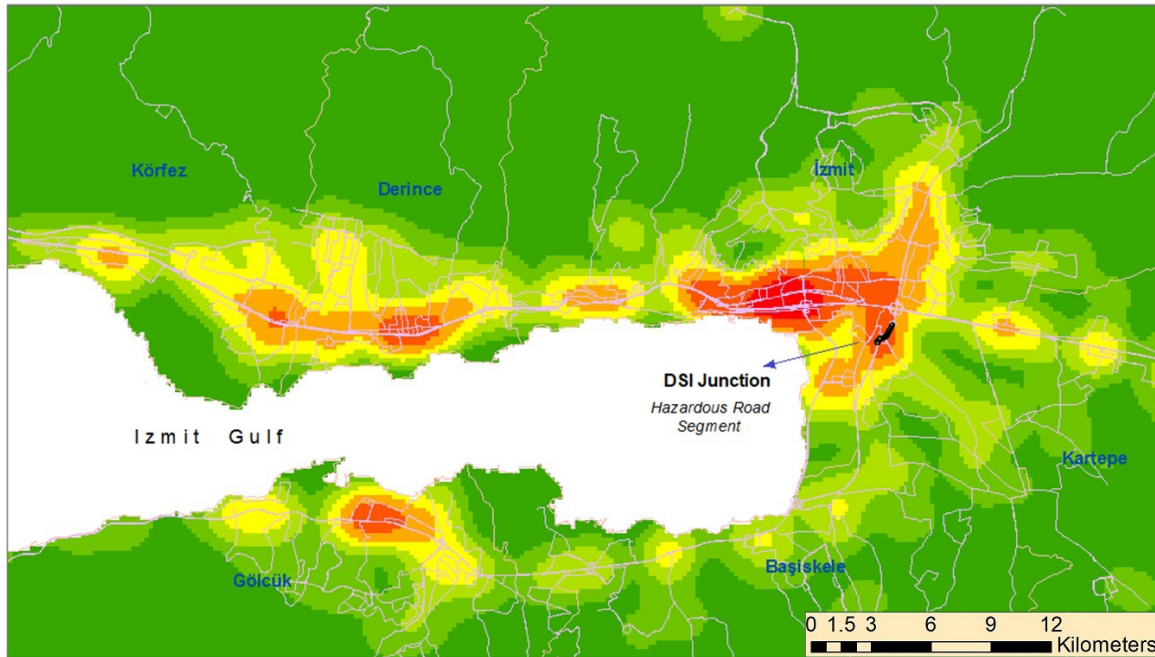 Körfez
Derince
İzmit
DSI Junction
Hazardous Road
Segment
Izmit Gulf
Kartepe
Gölcük
Başiskele
0 1.5 3 6 9 12
Kilometers